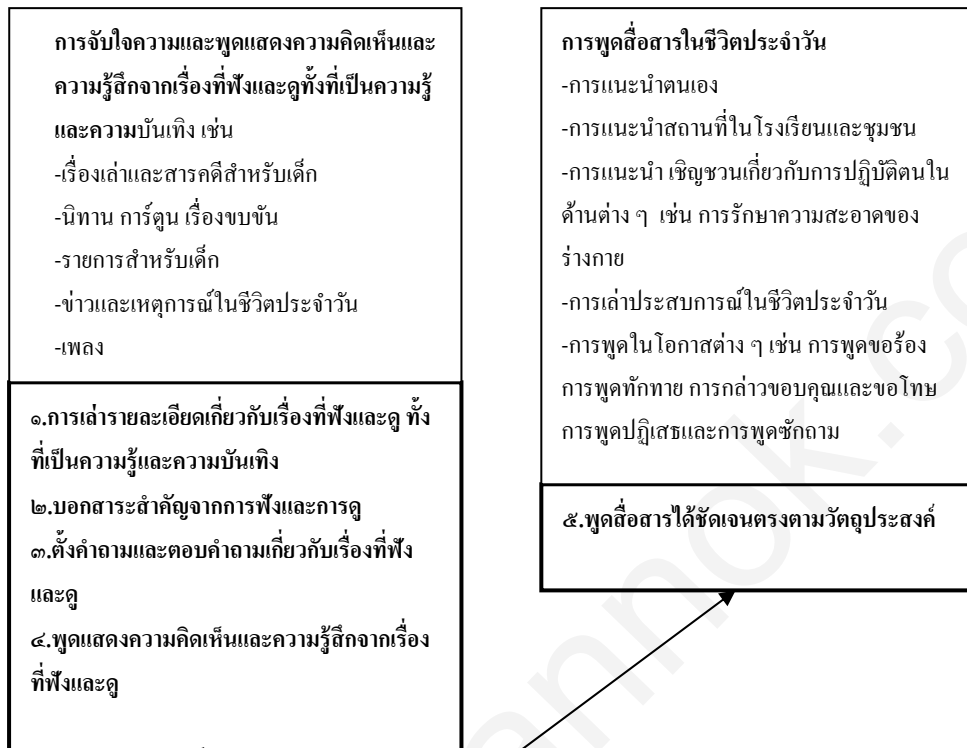 การจับใจความและพูดแสดงความคิดเห็นและ
ความรู้สึกจากเรื่องที่ฟังและดูทั้งที่เป็นความรู้
และความบันเทิง เช่น
-เรื่องเล่าและสารคดีสำหรับเด็ก
-นิทาน การ์ตูน เรื่องขบขัน
-รายการสำหรับเด็ก
-ข่าวและเหตุการณ์ในชีวิตประจำวัน
-เพลง
๑.การเล่ารายละเอียดเกี่ยวกับเรื่องที่ฟังและดู ทั้ง
ที่เป็นความรู้และความบันเทิง
๒.บอกสาระสำคัญจากการฟังและการดู
๓.ตั้งคำถามและตอบคำถามเกี่ยวกับเรื่องที่ฟัง
และดู
๔.พูดแสดงความคิดเห็นและความรู้สึกจากเรื่อง
ที่ฟังและดู
การพูดสื่อสารในชีวิตประจำวัน
-การแนะนำตนเอง
-การแนะนำสถานที่ในโรงเรียนและชุมชน
-การแนะนำ เชิญชวนเกี่ยวกับการปฏิบัติตนใน
ด้านต่าง ๆ เช่น การรักษาความสะอาดของ
ร่างกาย
-การเล่าประสบการณ์ในชีวิตประจำวัน
-การพูดในโอกาสต่าง ๆ เช่น การพูดขอร้อง
การพูดทักทาย การกล่าวขอบคุณและขอโทษ
การพูดปฏิเสธและการพูดซักถาม
๕.พูดสื่อสารได้ชัดเจนตรงตามวัตถุประสงค์